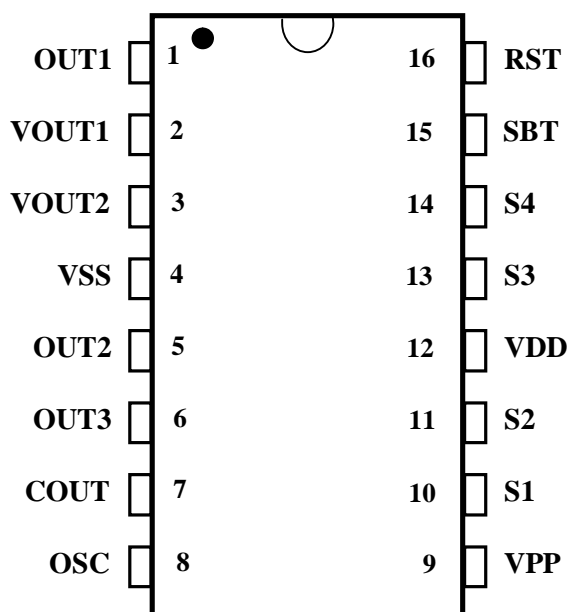 OUT1 1 16 RST
VOUT1 2 15 SBT
VOUT2 3 14 S4
VSS 4 13 S3
OUT2 5 12 VDD
OUT3 6 11 S2
COUT 7 10 S1
OSC 8 9 VPP